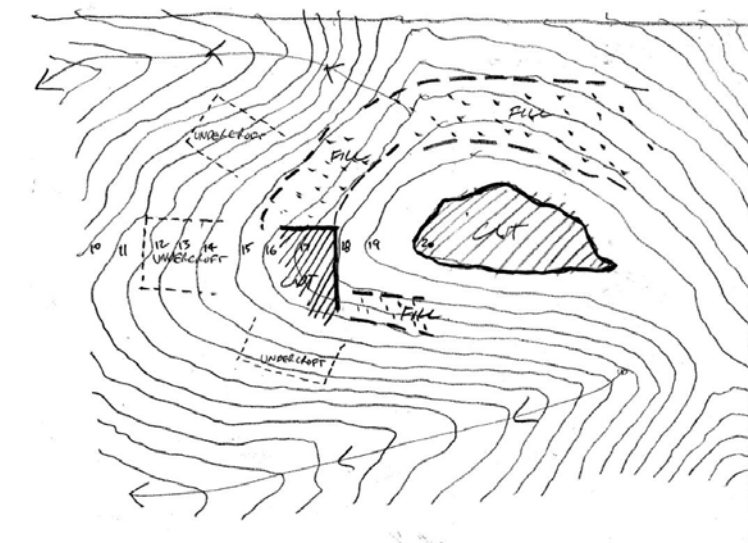 FILL
UNDERCROFT
FILL
CUT
10 11 12 13 14 15 16 17 18 19 20
UNDERCROFT
CUT
FILL
UNDERCROFT